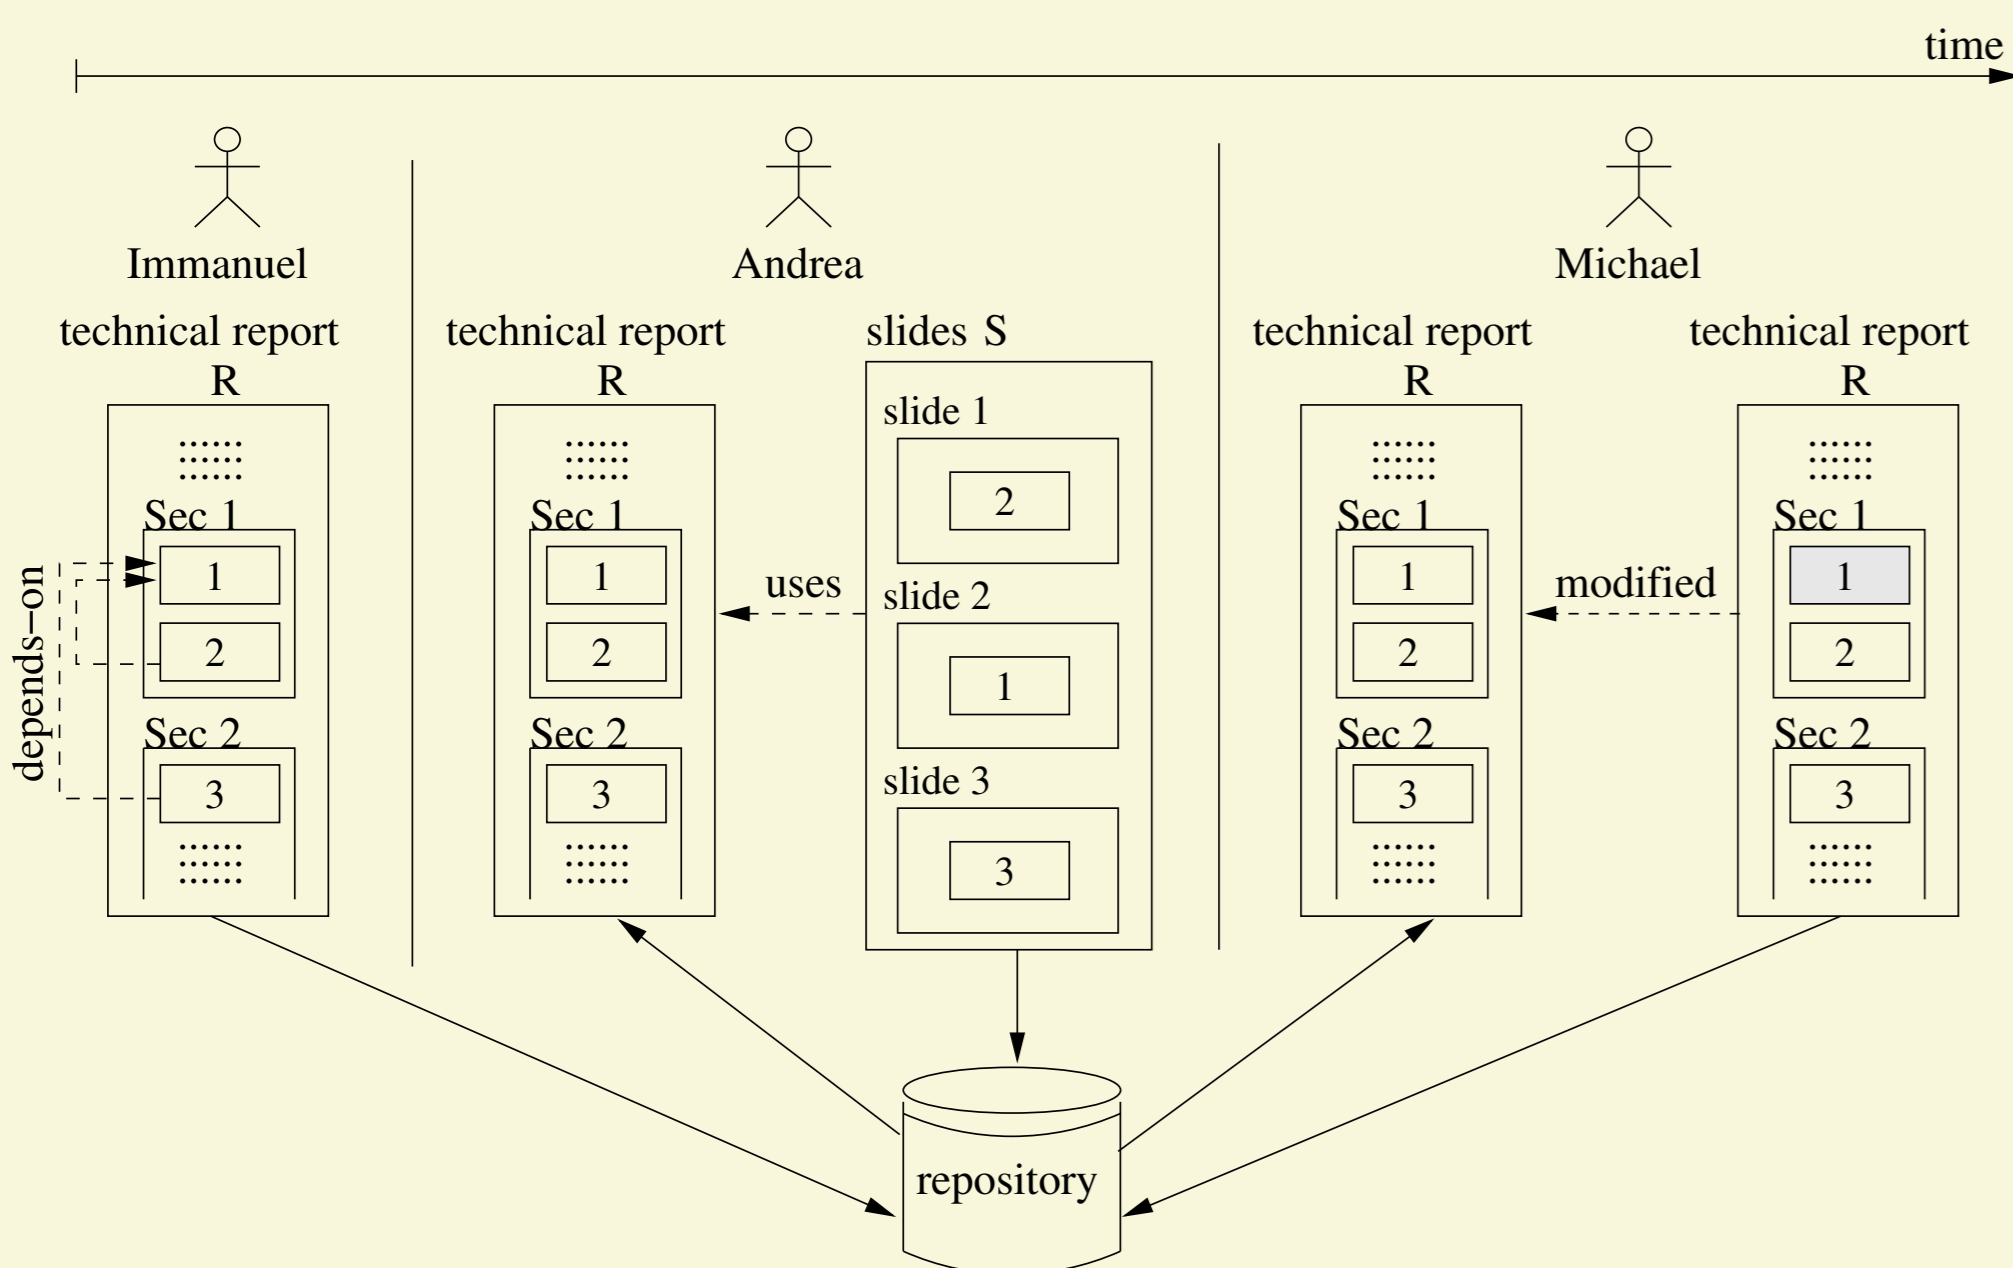 time
Immanuel
Andrea
Michael
technical report
R
technical report
R
slides S
technical report
R
technical report
R
Sec 1
1
2
Sec 2
3
depends–on
Sec 1
1
2
Sec 2
3
uses
slide 1
2
slide 2
1
slide 3
3
Sec 1
1
2
Sec 2
3
modified
Sec 1
1
2
Sec 2
3
repository